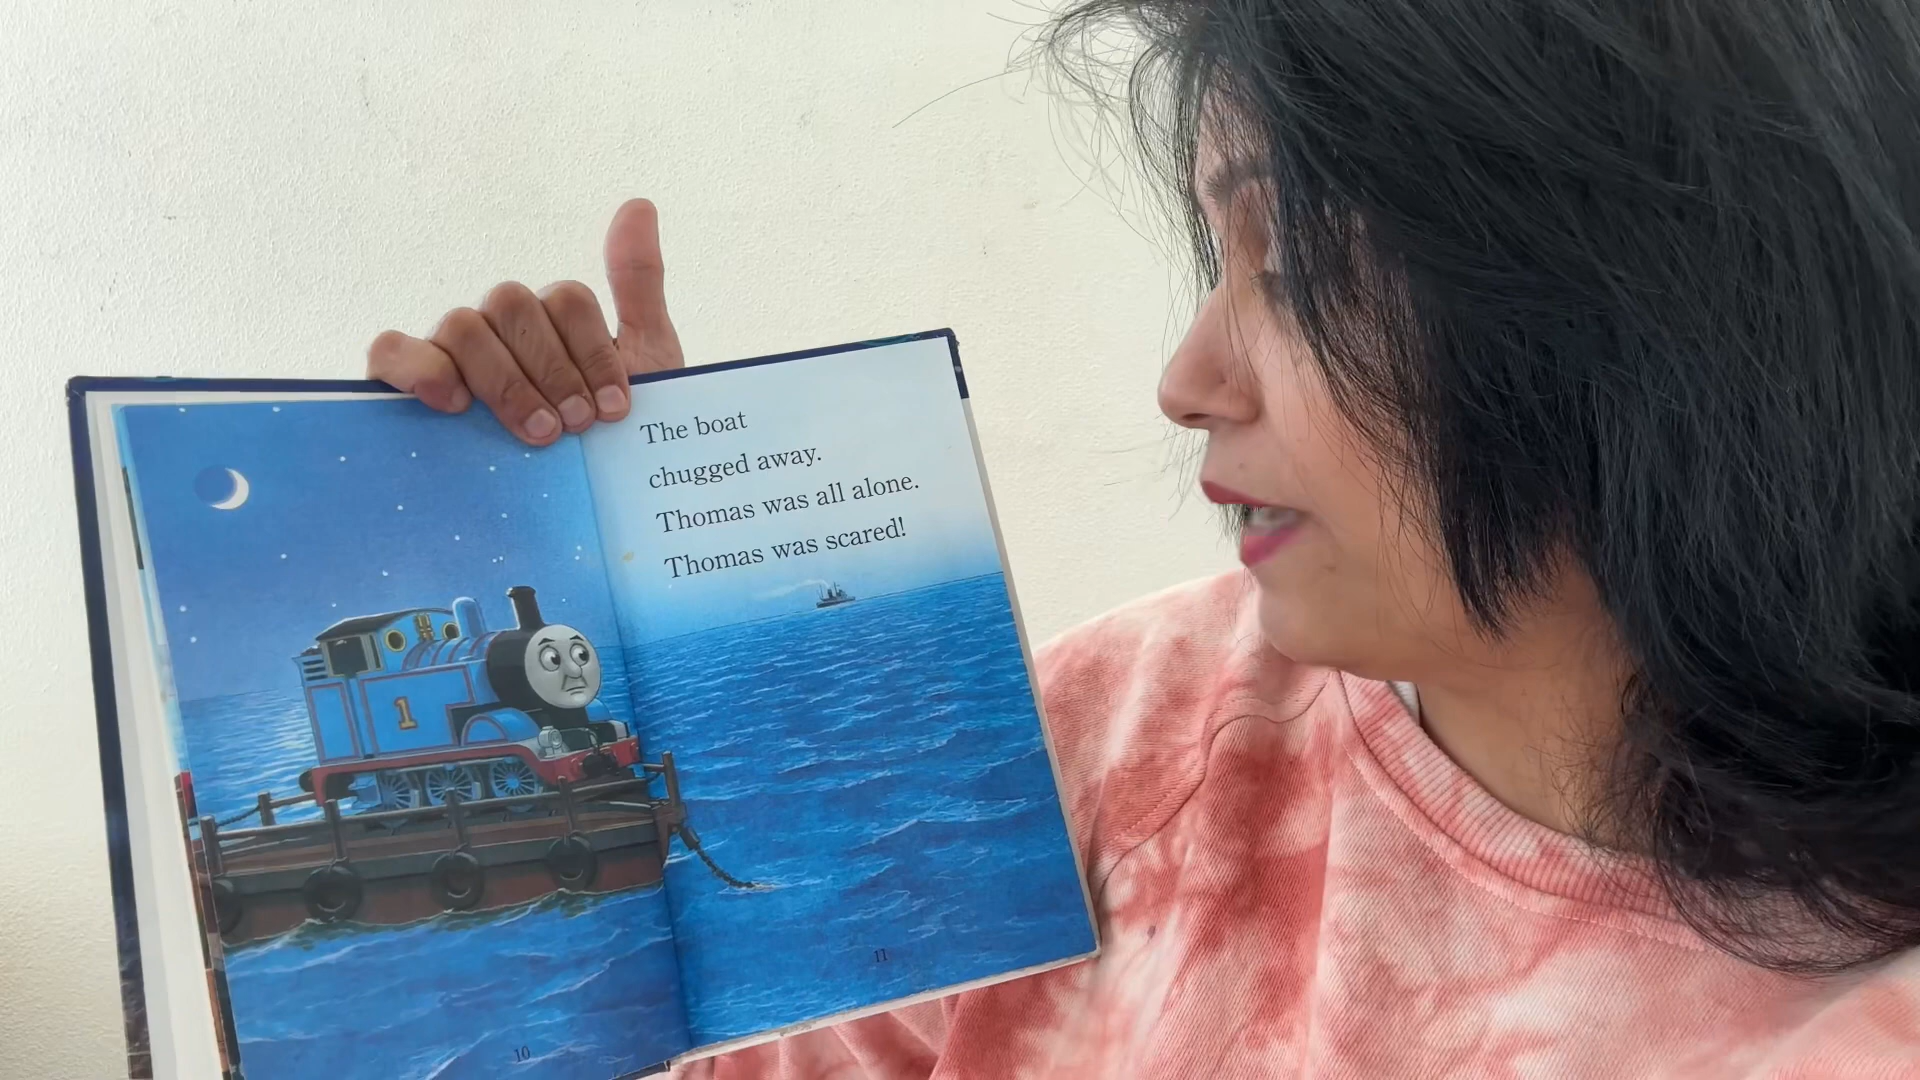 1
The boat
chugged away.
Thomas was all alone.
Thomas was scared!
10
11